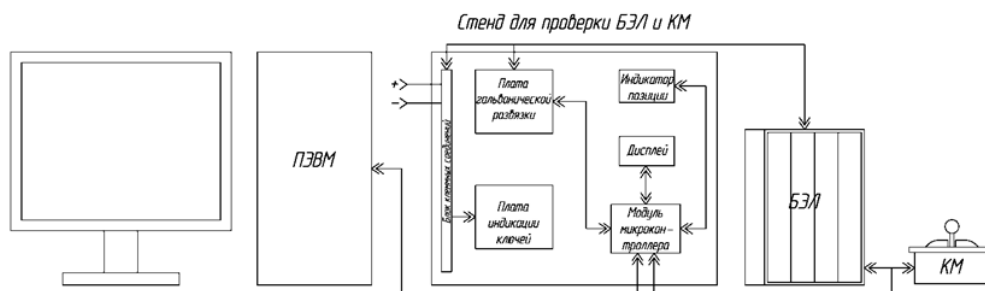 Стенд для проверки БЭЛ и КМ
+
−
ПЭВМ
Блок клеммных соединений
Плата
гальванической
развязки
Индикатор
позиции
Дисплей
Плата
индикации
ключей
Модуль
микрокон-
троллера
БЭЛ
КМ